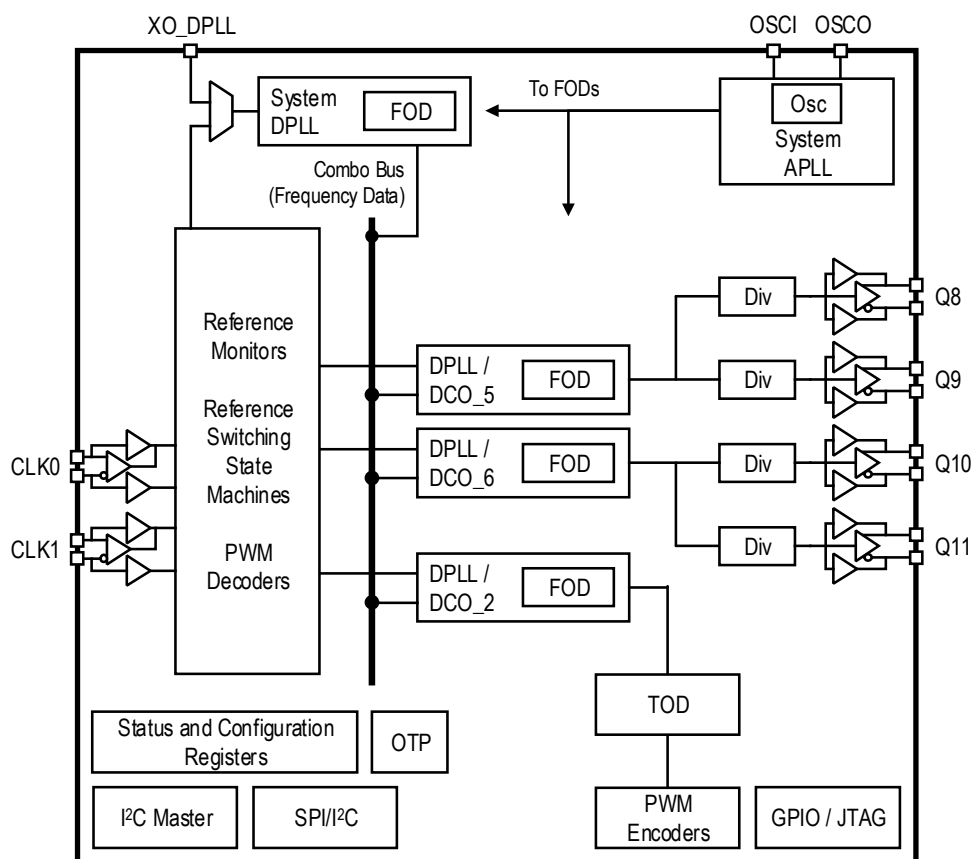 XO_DPLL
OSCI OSCO
System
DPLL
FOD
To FODs
Osc
System
APLL
Combo Bus
(Frequency Data)
Reference
Monitors
Reference
Switching
State
Machines
PWM
Decoders
CLK0
CLK1
DPLL /
DCO_5
FOD
DPLL /
DCO_6
FOD
DPLL /
DCO_2
FOD
Div
Q8
Div
Q9
Div
Q10
Div
Q11
TOD
PWM
Encoders
Status and Configuration
Registers
OTP
I²C Master
SPI/I²C
GPIO / JTAG